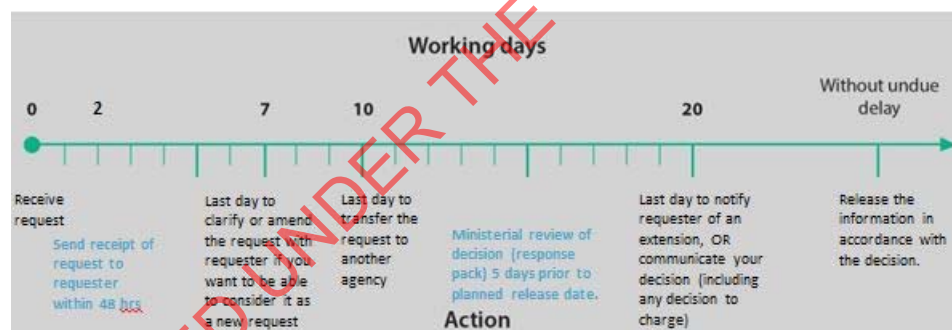 Working days
Without undue
delay
0
2
7
10
20
Receive
request
Send receipt of
request to
requester
within 48 hrs
Last day to
clarify or amend
the request with
requester if you
want to be able
to consider it as
a new request
Last day to
transfer the
request to
another
agency
Ministerial review of
decision (response
pack) 5 days prior to
planned release date.
Last day to notify
requester of an
extension, OR
communicate your
decision (including
any decision to
charge)
Release the
information in
accordance with
the decision.
Action
UNDER THE